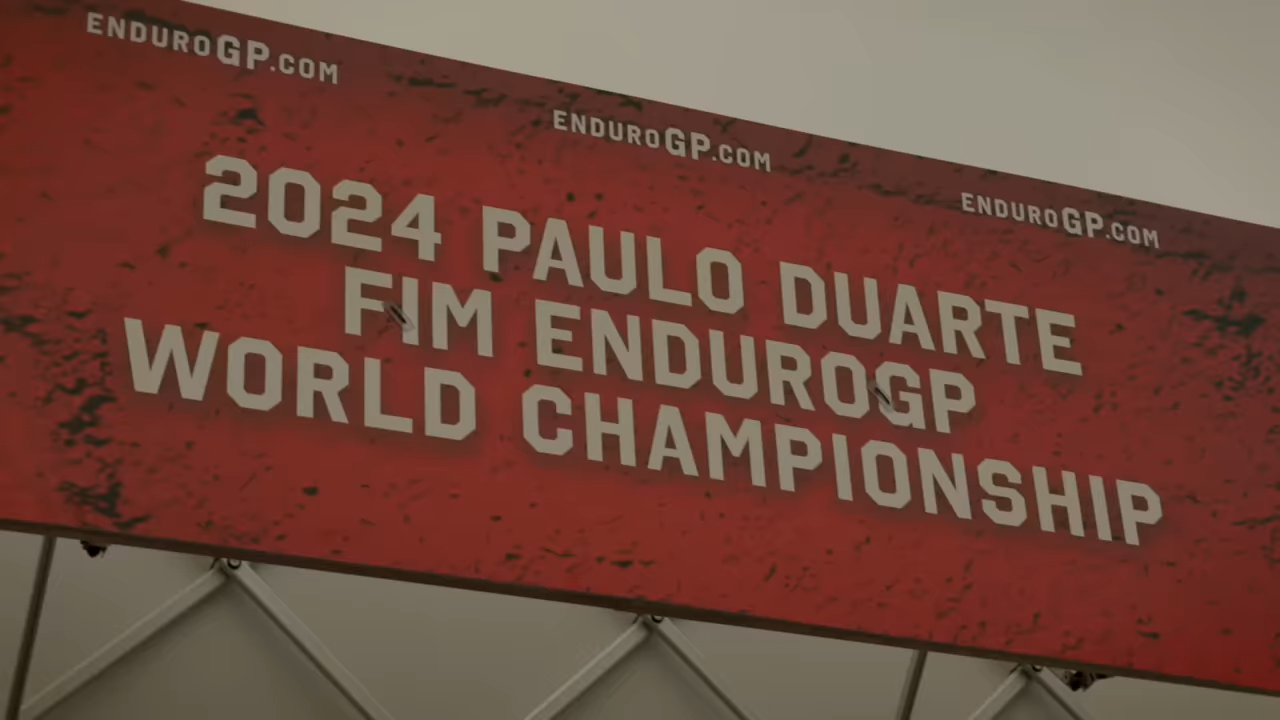 ENDUROGP.COM
ENDUROGP.COM
ENDUROGP.COM
2024 PAULO DUARTE
FIM ENDUROGP
WORLD CHAMPIONSHIP